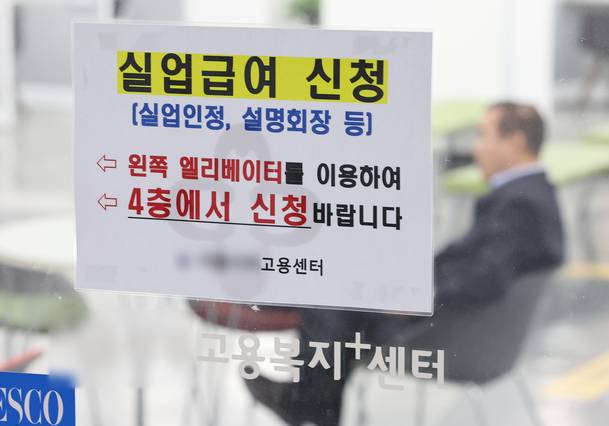 실업급여 신청
(실업인정, 설명회장 등)
⇦ 왼쪽 엘리베이터를 이용하여
⇦ 4층에서 신청바랍니다
고용센터
고용복지+센터
ESCO